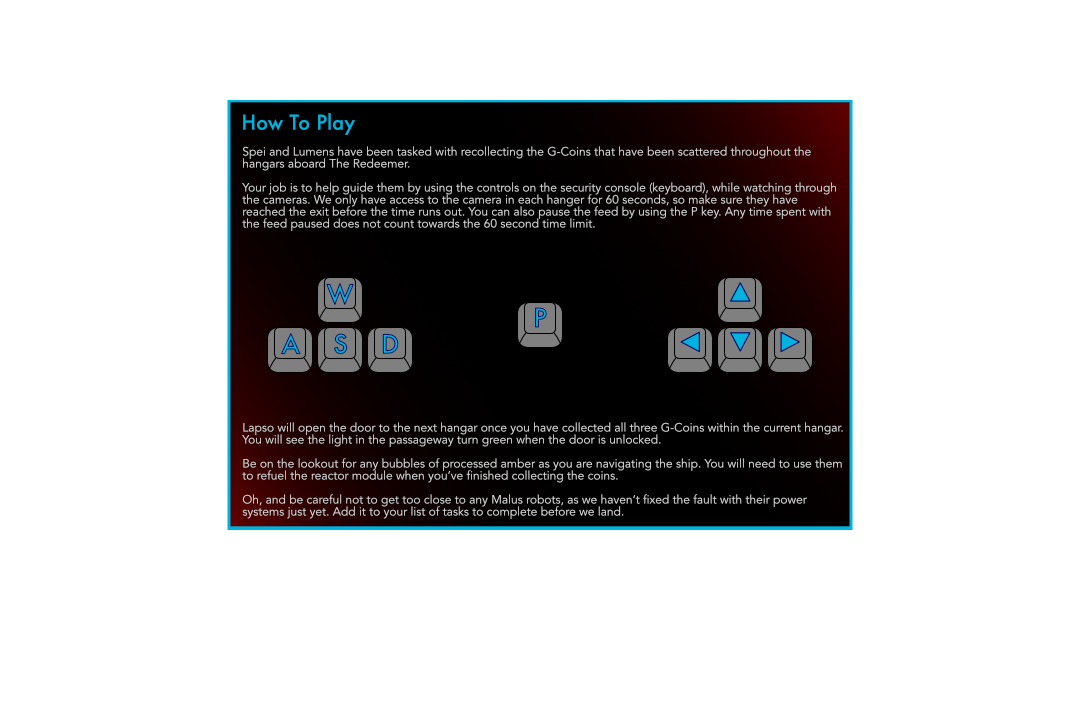 How To Play
Spei and Lumens have been tasked with recollecting the G-Coins that have been scattered throughout the
hangars aboard The Redeemer.
Your job is to help guide them by using the controls on the security console (keyboard), while watching through
the cameras. We only have access to the camera in each hanger for 60 seconds, so make sure they have
reached the exit before the time runs out. You can also pause the feed by using the P key. Any time spent with
the feed paused does not count towards the 60 second time limit.
W
P
A S D
Lapso will open the door to the next hangar once you have collected all three G-Coins within the current hangar.
You will see the light in the passageway turn green when the door is unlocked.
Be on the lookout for any bubbles of processed amber as you are navigating the ship. You will need to use them
to refuel the reactor module when you’ve finished collecting the coins.
Oh, and be careful not to get too close to any Malus robots, as we haven’t fixed the fault with their power
systems just yet. Add it to your list of tasks to complete before we land.